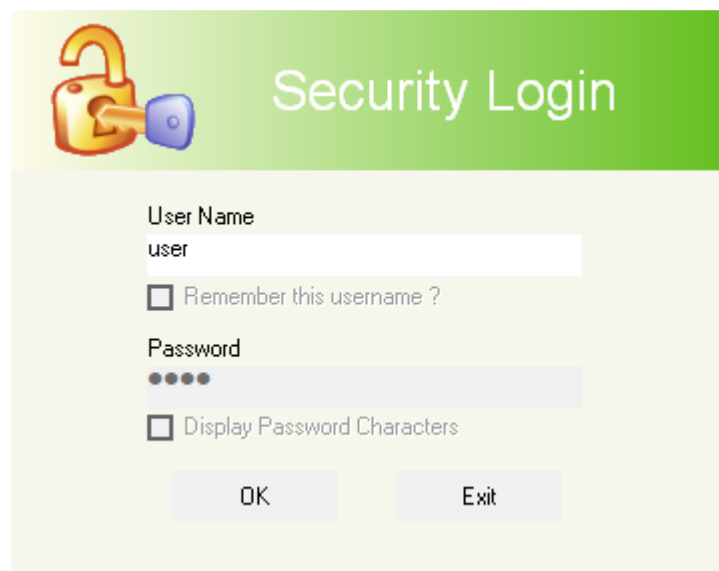 Security Login
User Name
user
Remember this username ?
Password
●●●●
Display Password Characters
OK Exit